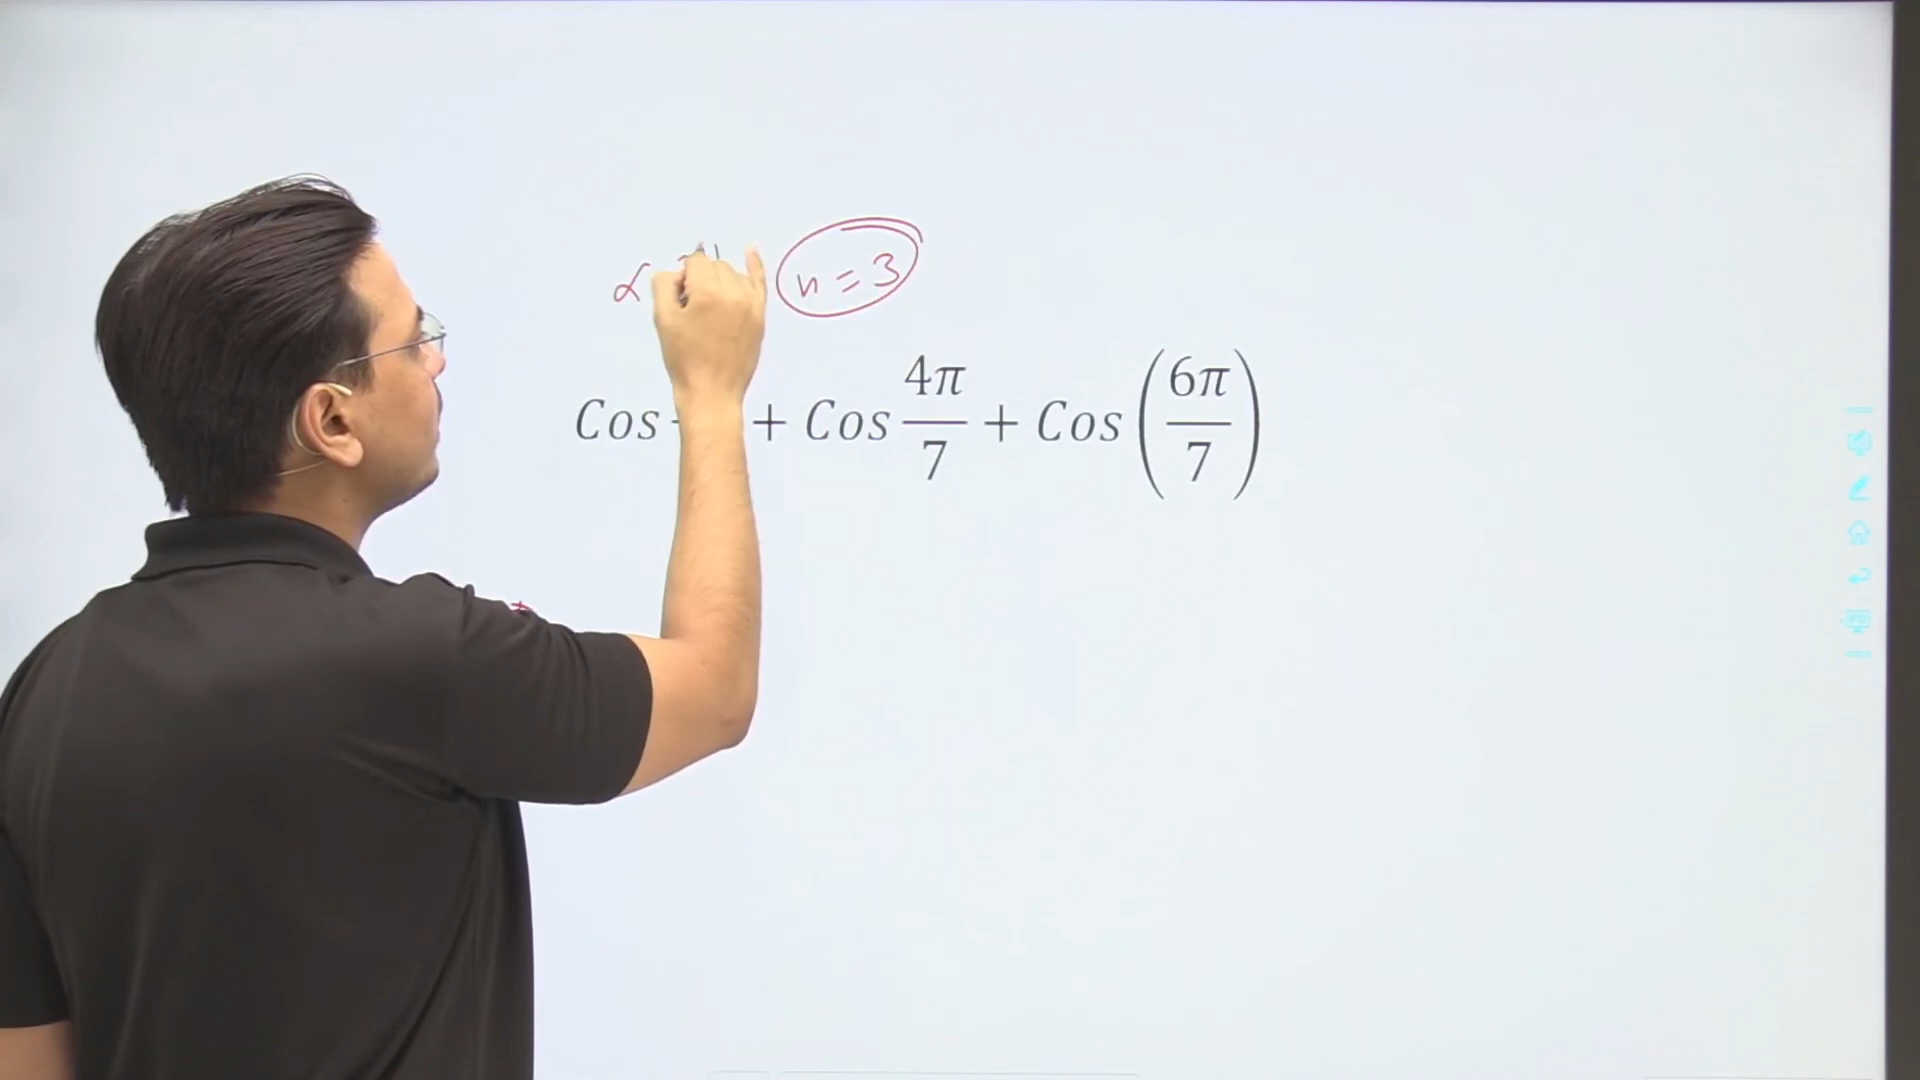 α n = 3
Cos + Cos 4π/7 + Cos (6π/7)